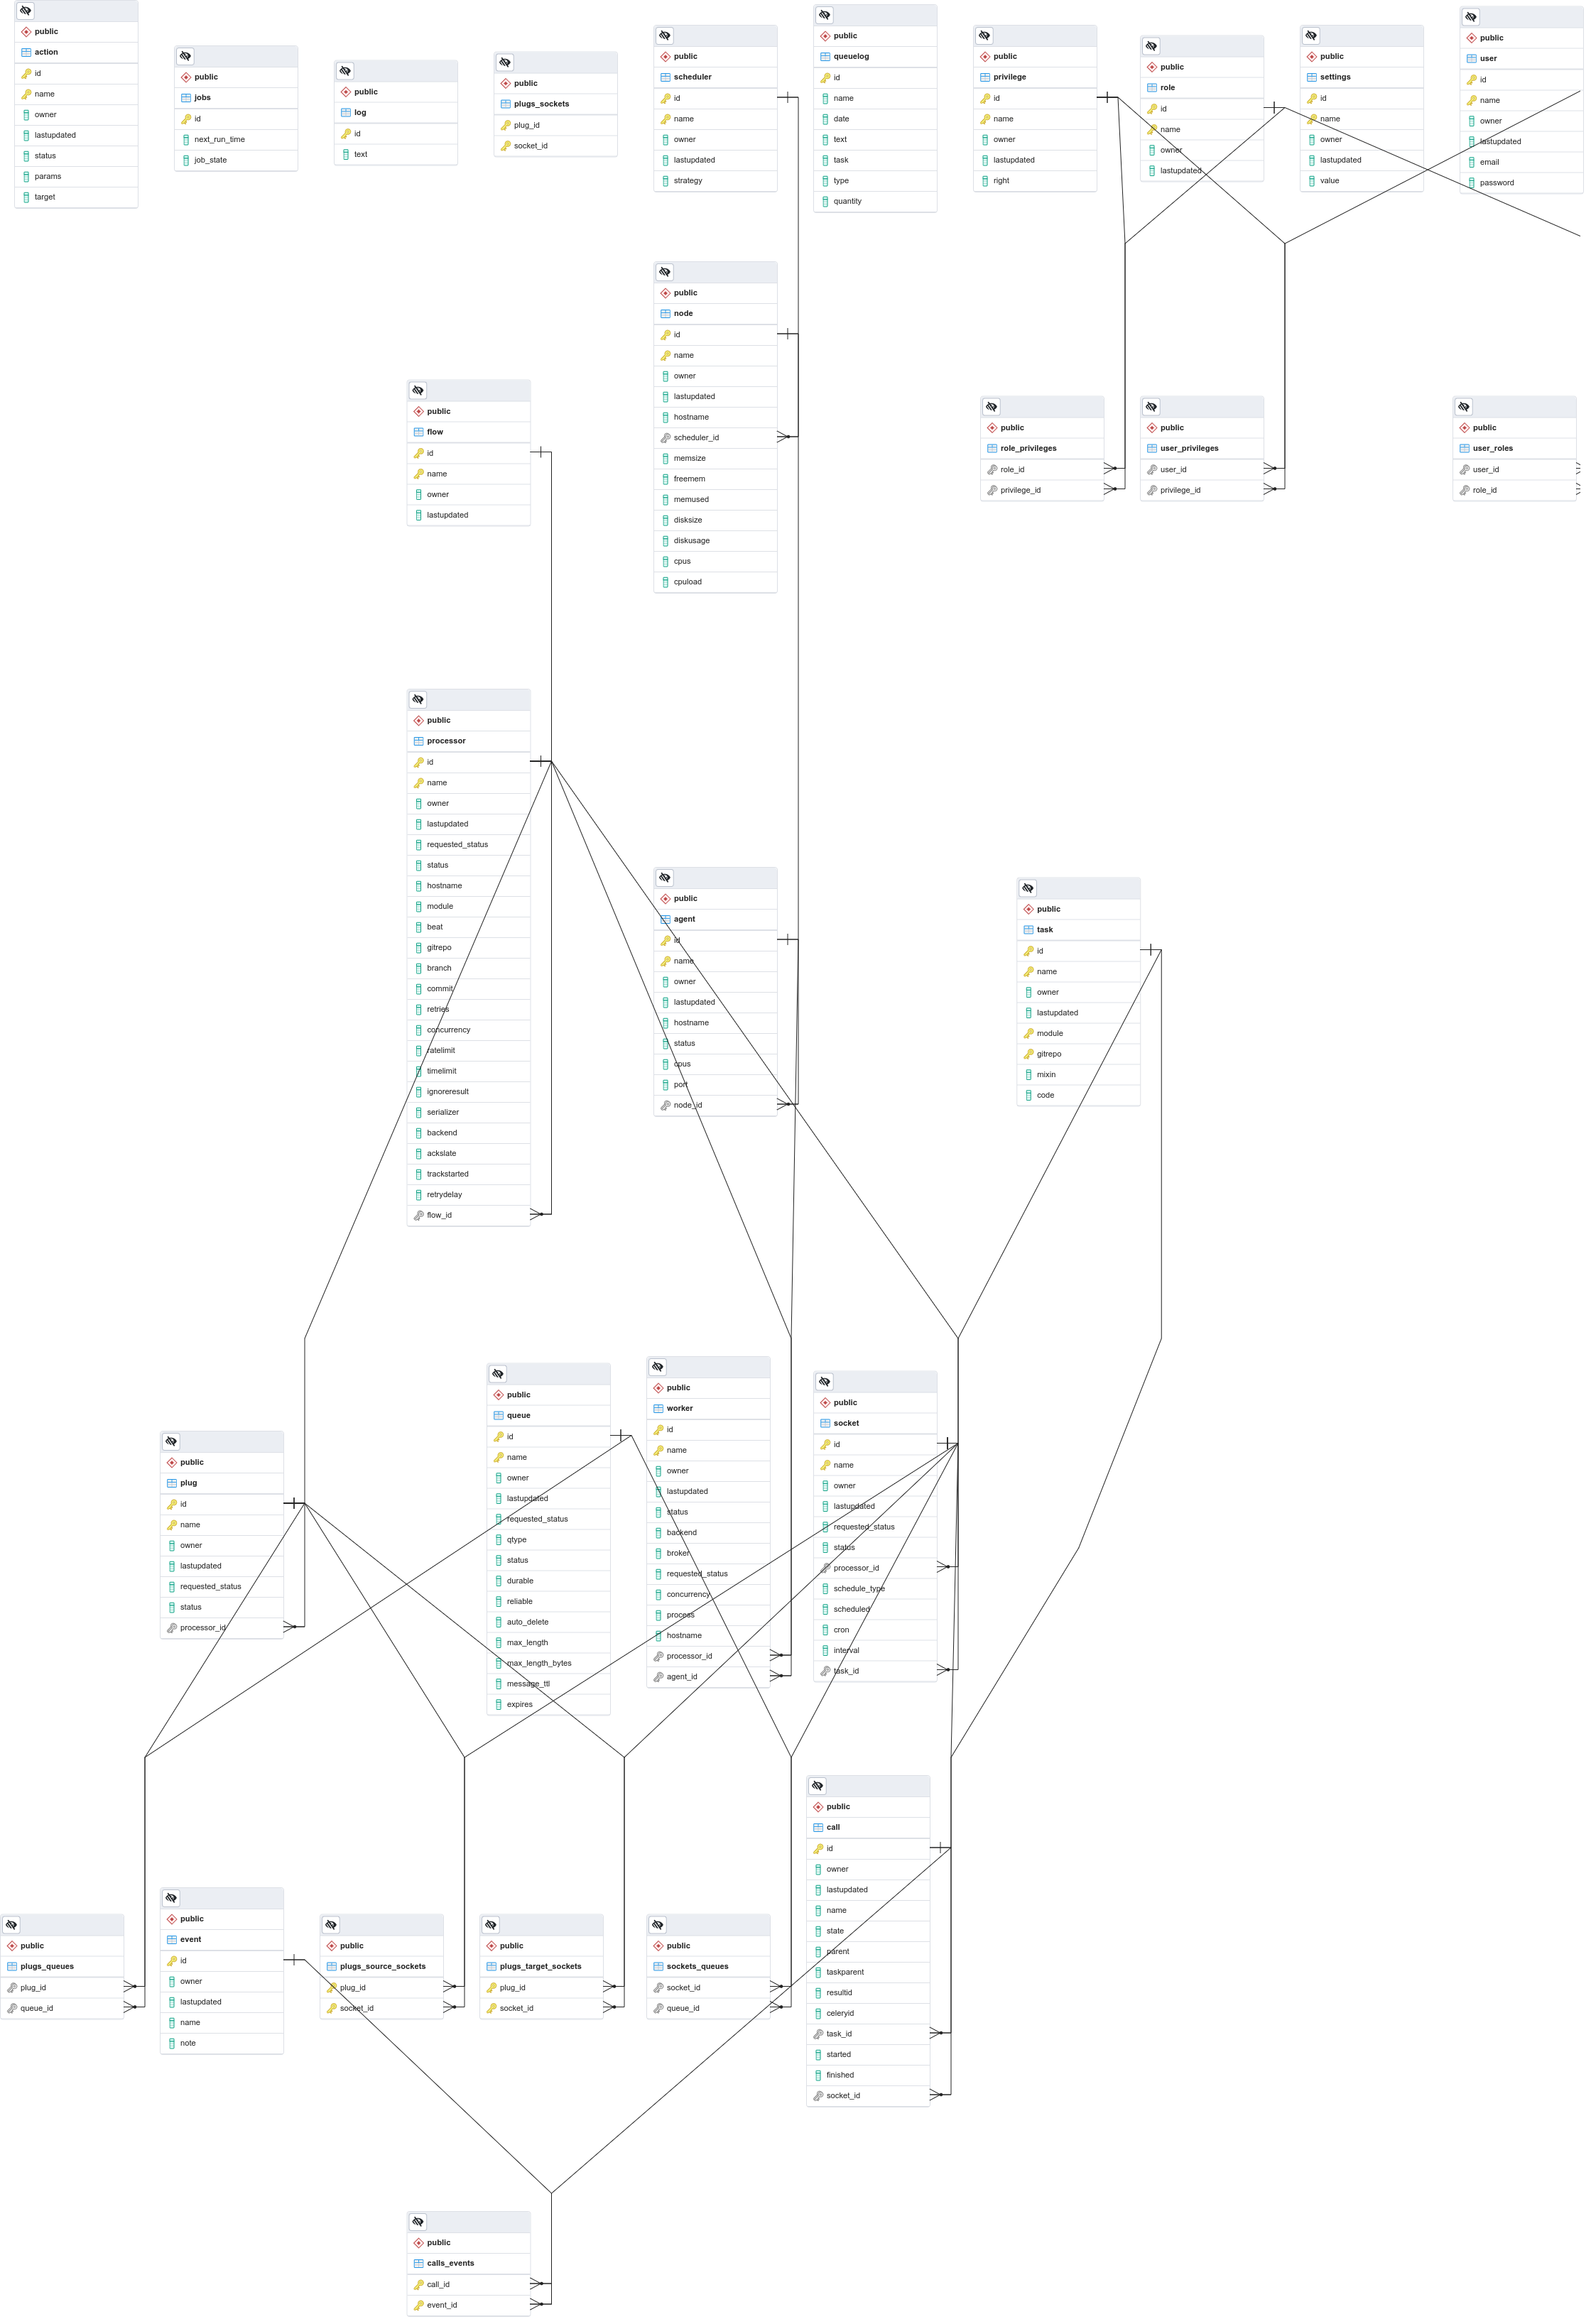 public
action
id
name
owner
lastupdated
status
params
target
public
jobs
id
next_run_time
job_state
public
log
id
text
public
plugs_sockets
plug_id
socket_id
public
scheduler
id
name
owner
lastupdated
strategy
public
queuelog
id
name
date
text
task
type
quantity
public
privilege
id
name
owner
lastupdated
right
public
role
id
name
owner
lastupdated
public
settings
id
name
owner
lastupdated
value
public
user
id
name
owner
lastupdated
email
password
public
node
id
name
owner
lastupdated
hostname
scheduler_id
memsize
freemem
memused
disksize
diskusage
cpus
cpuload
public
flow
id
name
owner
lastupdated
public
role_privileges
role_id
privilege_id
public
user_privileges
user_id
privilege_id
public
user_roles
user_id
role_id
public
processor
id
name
owner
lastupdated
requested_status
status
hostname
module
beat
gitrepo
branch
commit
retries
concurrency
ratelimit
timelimit
ignoreresult
serializer
backend
ackslate
trackstarted
retrydelay
flow_id
public
agent
id
name
owner
lastupdated
hostname
status
cpus
port
node_id
public
task
id
name
owner
lastupdated
module
gitrepo
mixin
code
public
plug
id
name
owner
lastupdated
requested_status
status
processor_id
public
queue
id
name
owner
lastupdated
requested_status
qtype
status
durable
reliable
auto_delete
max_length
max_length_bytes
message_ttl
expires
public
worker
id
name
owner
lastupdated
status
backend
broker
requested_status
concurrency
process
hostname
processor_id
agent_id
public
socket
id
name
owner
lastupdated
requested_status
status
processor_id
schedule_type
scheduled
cron
interval
task_id
public
plugs_queues
plug_id
queue_id
public
event
id
owner
lastupdated
name
note
public
plugs_source_sockets
plug_id
socket_id
public
plugs_target_sockets
plug_id
socket_id
public
sockets_queues
socket_id
queue_id
public
call
id
owner
lastupdated
name
state
parent
taskparent
resultid
celeryid
task_id
started
finished
socket_id
public
calls_events
call_id
event_id